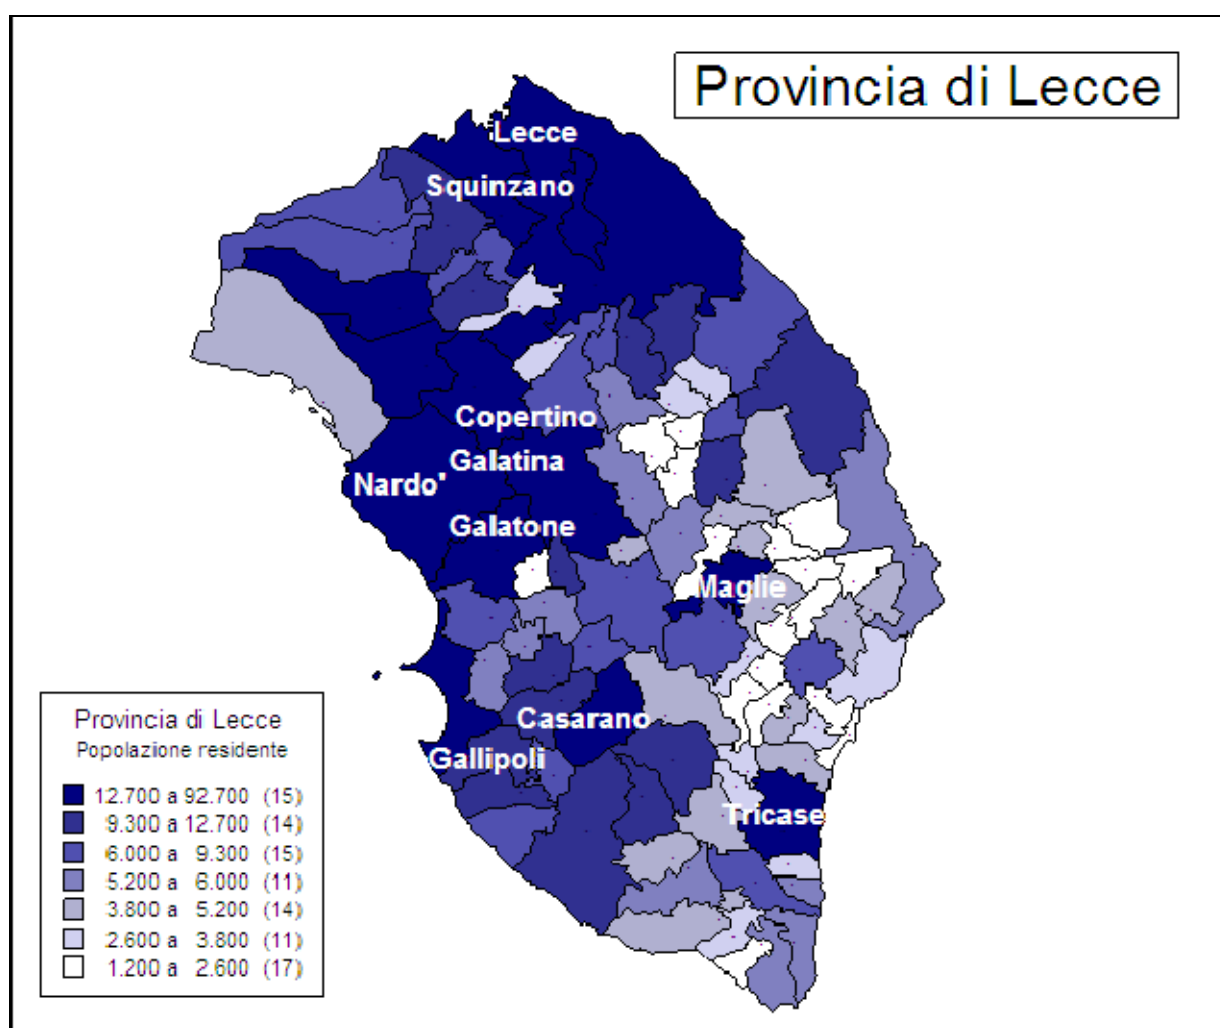 Provincia di Lecce
Lecce
Squinzano
Copertino
Galatina
Nardo'
Galatone
Maglie
Casarano
Gallipoli
Tricase
Provincia di Lecce
Popolazione residente
12.700 a 92.700 (15)
9.300 a 12.700 (14)
6.000 a 9.300 (15)
5.200 a 6.000 (11)
3.800 a 5.200 (14)
2.600 a 3.800 (11)
1.200 a 2.600 (17)